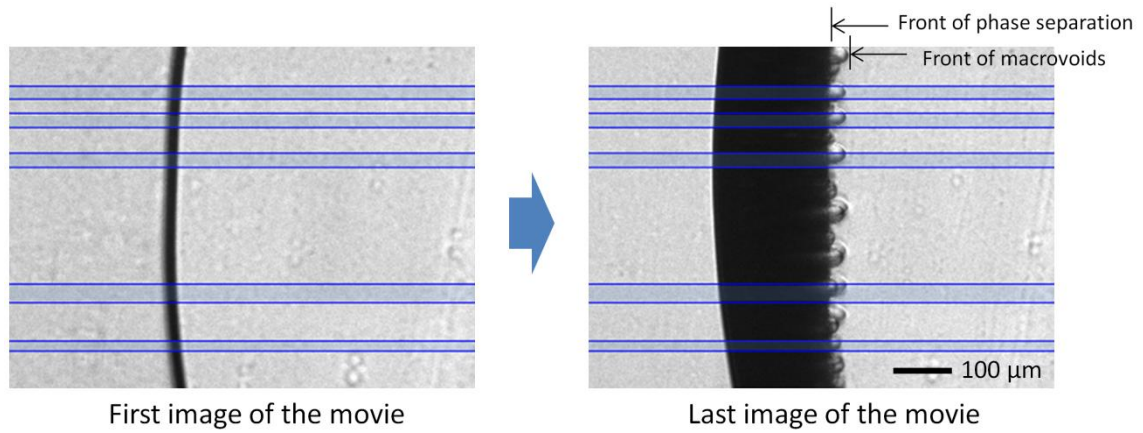 Front of phase separation
Front of macrovoids
100 μm
First image of the movie
Last image of the movie